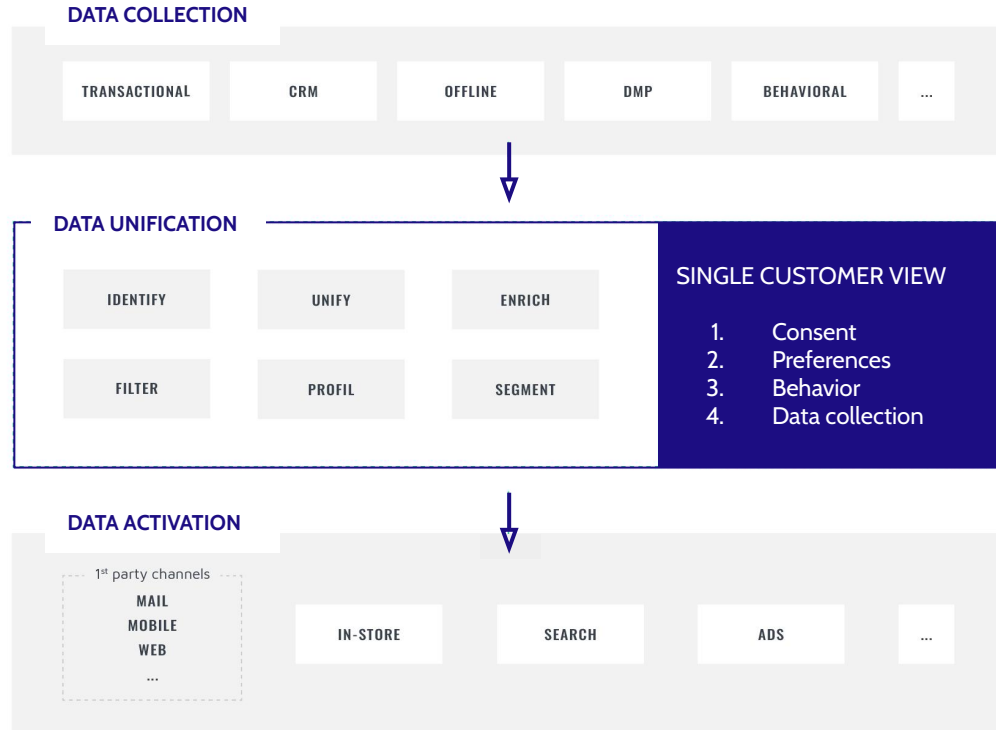 DATA COLLECTION
TRANSACTIONAL
CRM
OFFLINE
DMP
BEHAVIORAL
...
DATA UNIFICATION
IDENTIFY
UNIFY
ENRICH
FILTER
PROFIL
SEGMENT
SINGLE CUSTOMER VIEW
1. Consent
2. Preferences
3. Behavior
4. Data collection
DATA ACTIVATION
1st party channels
MAIL
MOBILE
WEB
...
IN-STORE
SEARCH
ADS
...